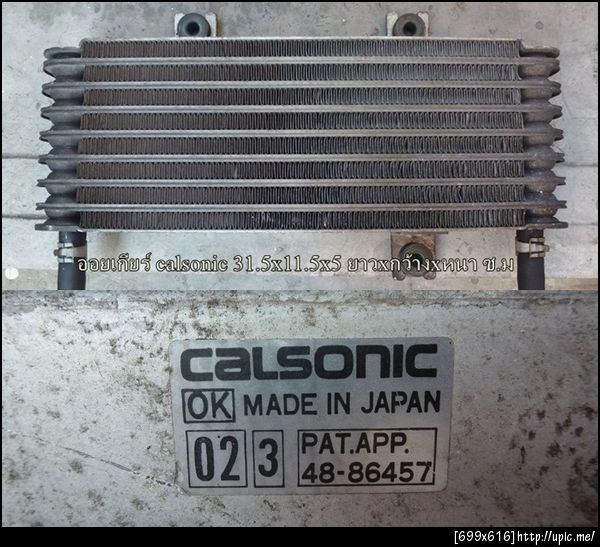 ออยเกียร์ calsonic 31.5x11.5x5 ยาวxกว้างxหนา ซ.ม
CALSONIC
OK MADE IN JAPAN
02 3 PAT.APP.
48-86457
[699x616]http://upic.me/